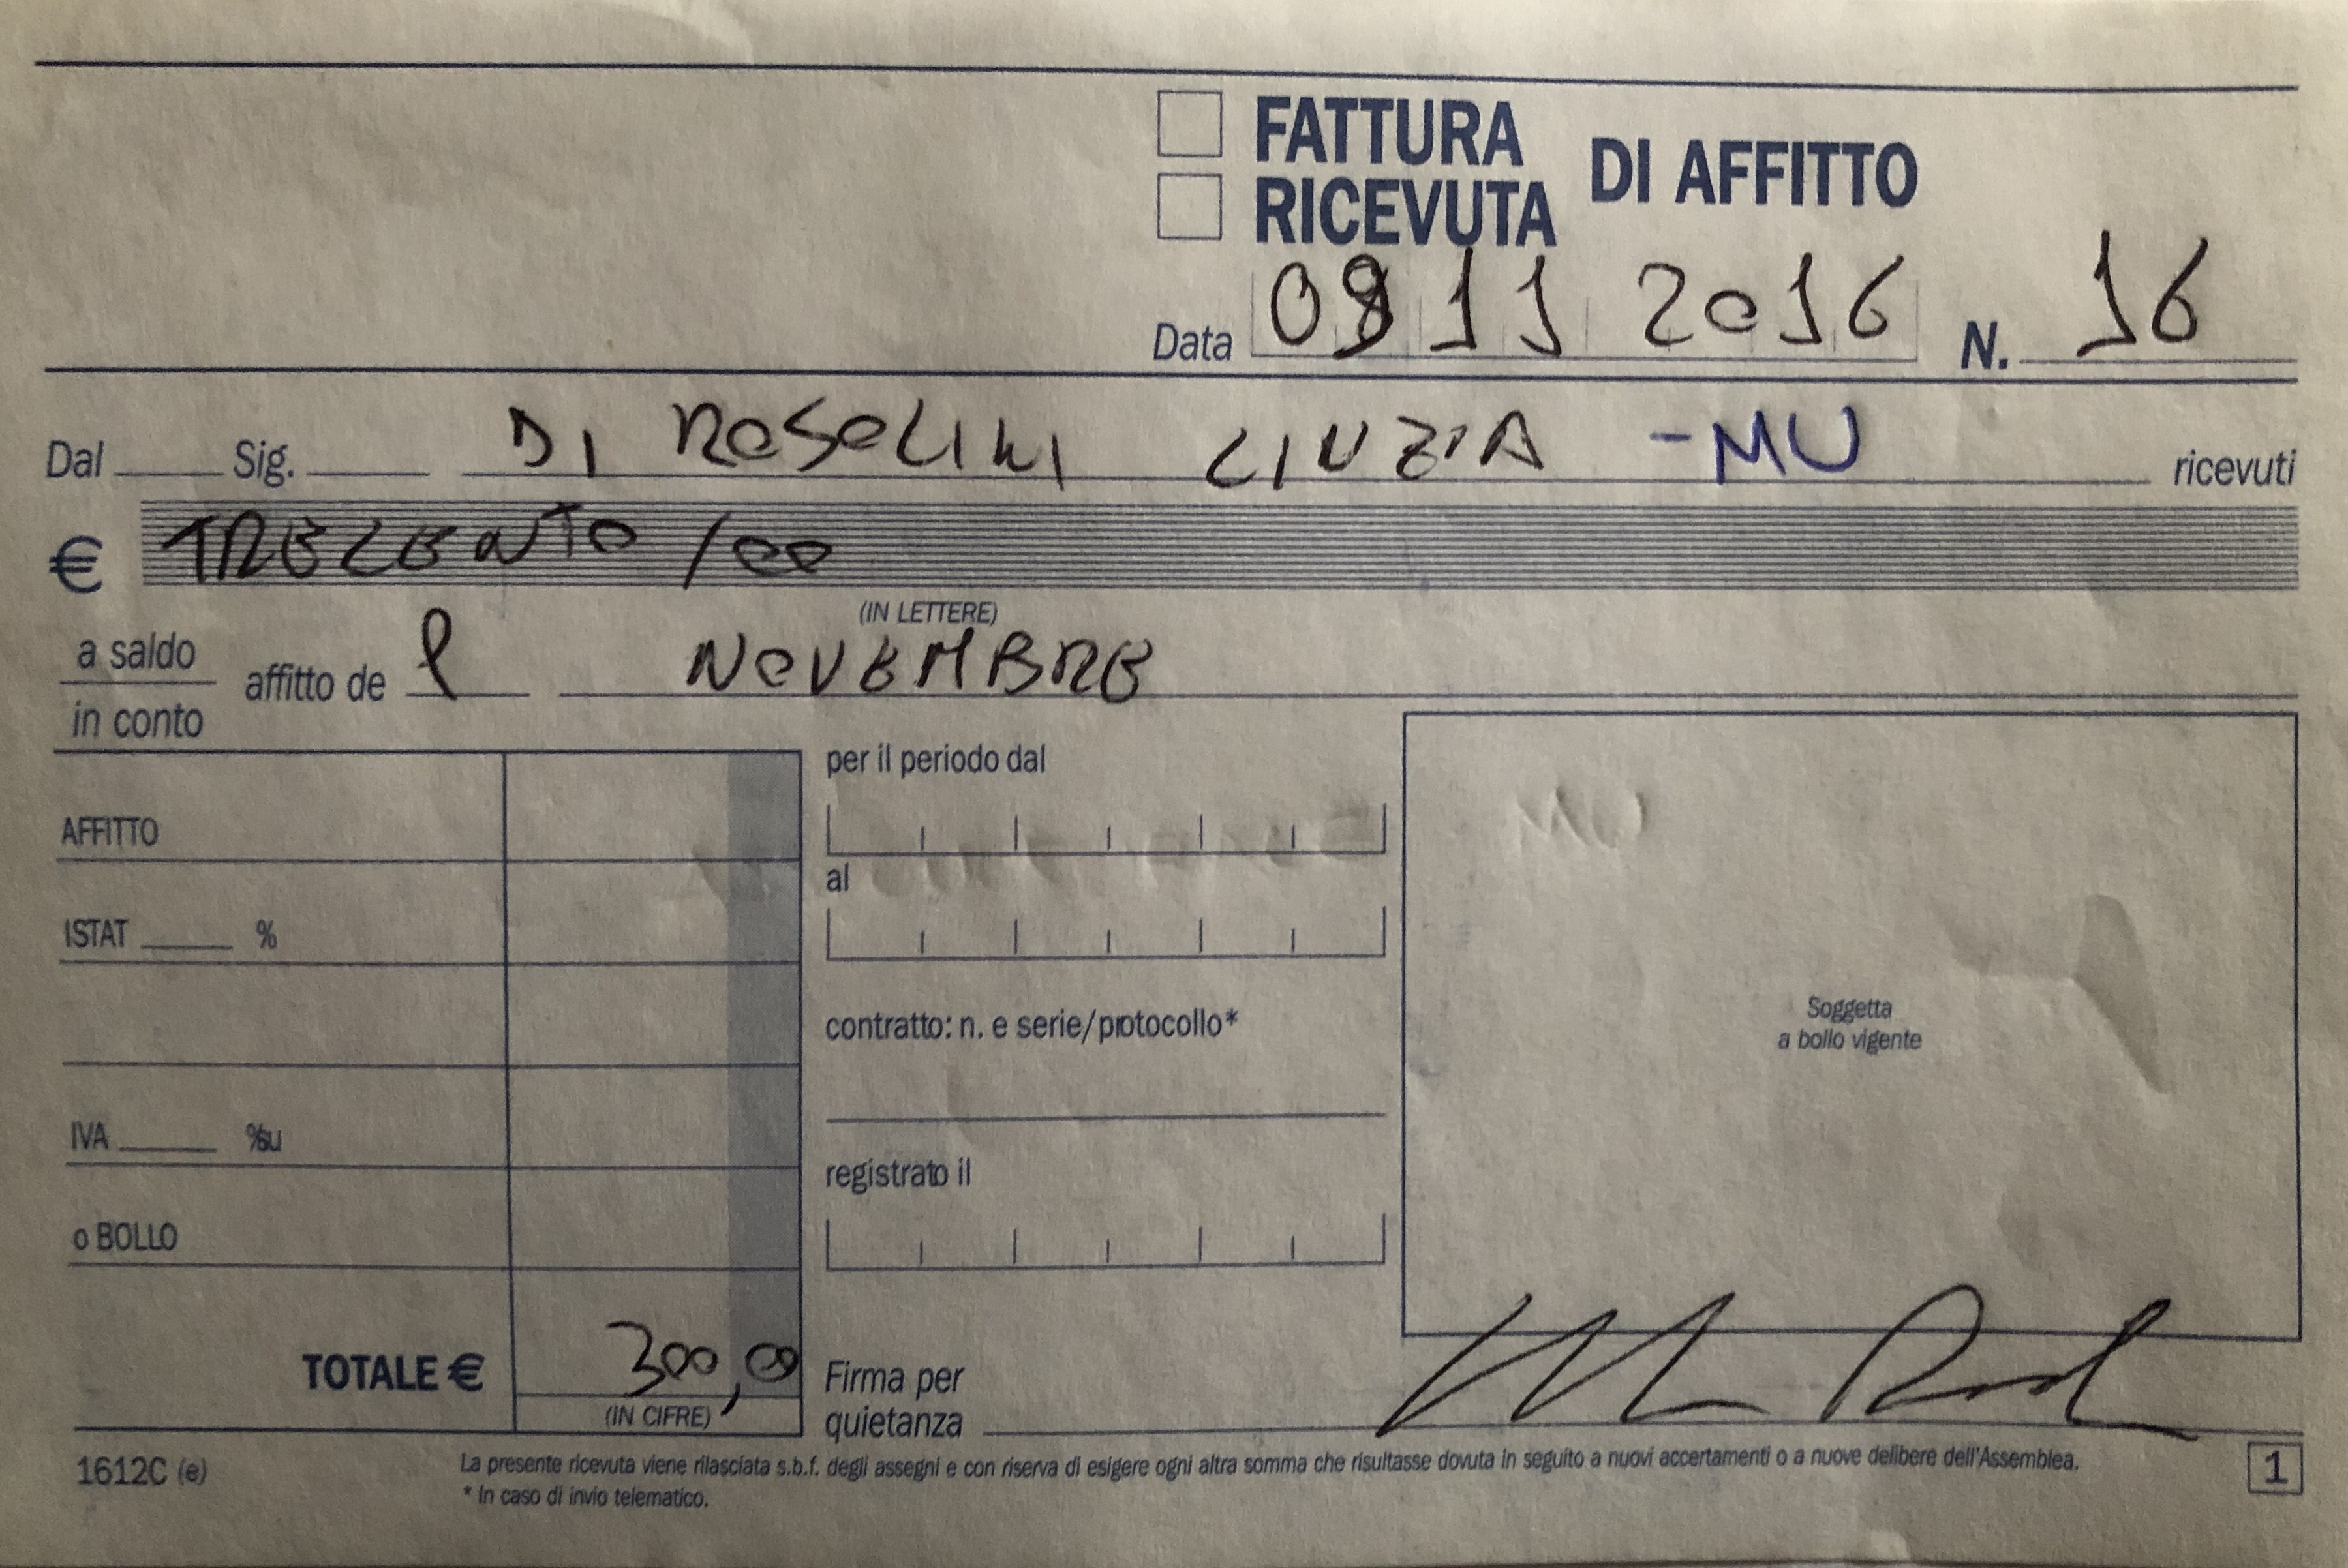 FATTURA
RICEVUTA DI AFFITTO
Data 11 2016 N. 16
Dal Sig. DI ROSOLINI CINZIA - MU ricevuti
€ TRECENTO /00
(IN LETTERE)
a saldo
in conto
affitto de l NOVEMBRE
AFFITTO
ISTAT %
IVA %su
o BOLLO
TOTALE € 300,00
(IN CIFRE)
per il periodo dal
al
contratto: n. e serie/protocollo*
registrato il
Soggetta
a bollo vigente
Firma per
quietanza
1612C (e)
La presente ricevuta viene rilasciata s.b.f. degli assegni e con riserva di esigere ogni altra somma che risultasse dovuta in seguito a nuovi accertamenti o a nuove delibere dell'Assemblea.
* In caso di invio telematico.
1